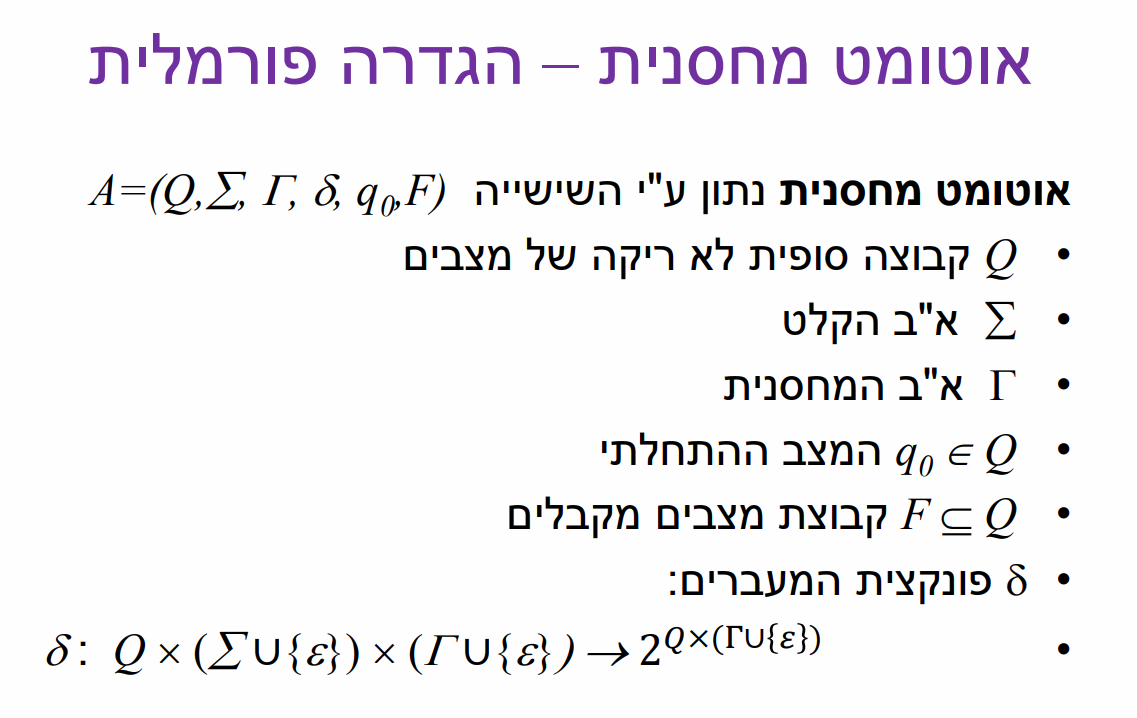 אוטומט מחסנית – הגדרה פורמלית
אוטומט מחסנית נתון ע"י השישייה A=(Q,∑, Γ, δ, q₀,F)
• Q קבוצה סופית לא ריקה של מצבים
• ∑ א"ב הקלט
• Γ א"ב המחסנית
• q₀ ∈ Q המצב ההתחלתי
• F ⊆ Q קבוצת מצבים מקבלים
• δ פונקצית המעברים:
• δ : Q × (∑∪{ε}) × (Γ∪{ε}) → 2^{Q×(Γ∪{ε})}